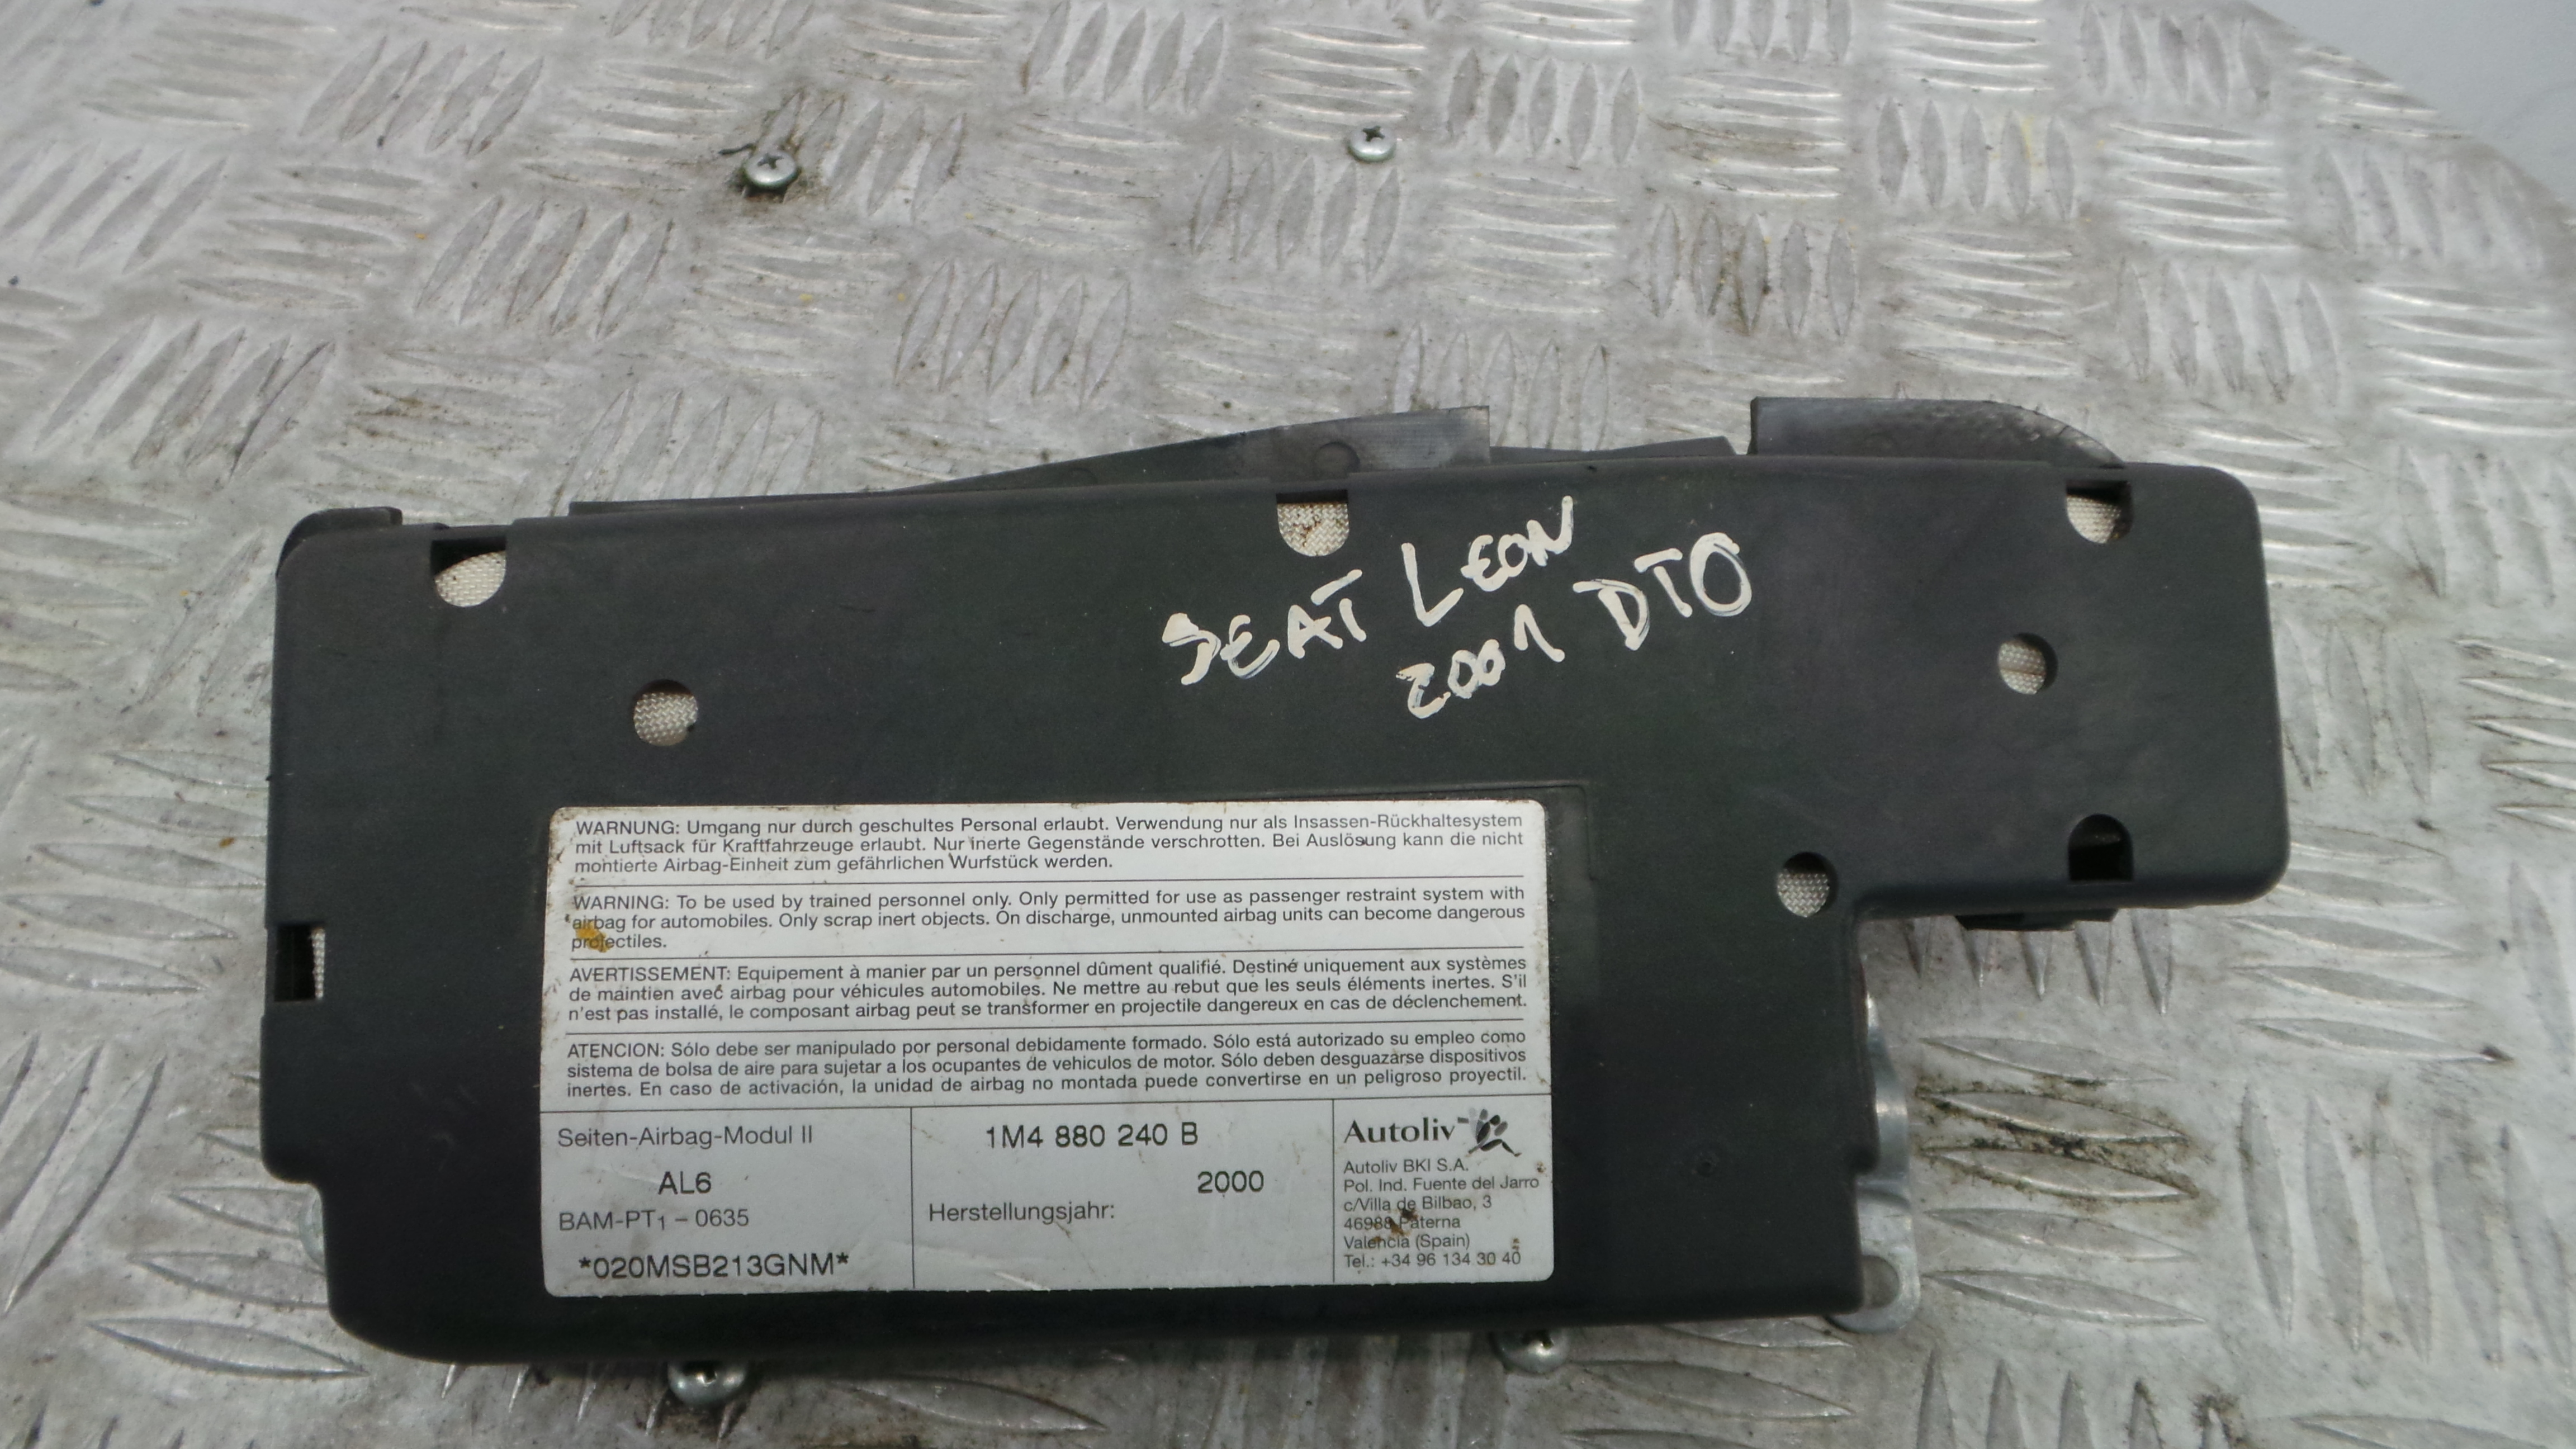 SEAT LEON
2001 DTO
WARNUNG: Umgang nur durch geschultes Personal erlaubt. Verwendung nur als Insassen-Rückhaltesystem
mit Luftsack für Kraftfahrzeuge erlaubt. Nur inerte Gegenstände verschrotten. Bei Auslösung kann die nicht
montierte Airbag-Einheit zum gefährlichen Wurfstück werden.
WARNING: To be used by trained personnel only. Only permitted for use as passenger restraint system with
airbag for automobiles. Only scrap inert objects. On discharge, unmounted airbag units can become dangerous
projectiles.
AVERTISSEMENT: Equipement à manier par un personnel dûment qualifié. Destiné uniquement aux systèmes
de maintien avec airbag pour véhicules automobiles. Ne mettre au rebut que les seuls éléments inertes. S'il
n'est pas installé, le composant airbag peut se transformer en projectile dangereux en cas de déclenchement.
ATENCION: Sólo debe ser manipulado por personal debidamente formado. Sólo está autorizado su empleo como
sistema de bolsa de aire para sujetar a los ocupantes de vehiculos de motor. Sólo deben desguazarse dispositivos
inertes. En caso de activación, la unidad de airbag no montada puede convertirse en un peligroso proyectil.
Seiten-Airbag-Modul II
AL6
BAM-PT1 - 0635
*020MSB213GNM*
1M4 880 240 B
2000
Herstellungsjahr:
Autoliv
Autoliv BKI S.A.
Pol. Ind. Fuente del Jarro
c/Villa de Bilbao, 3
46988 Paterna
Valencia (Spain)
Tel.: +34 96 134 30 40